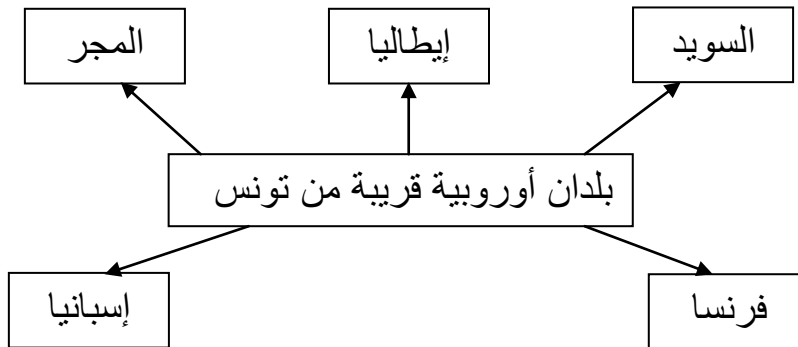 السويد
إيطاليا
المجر
بلدان أوروبية قريبة من تونس
فرنسا
إسبانيا